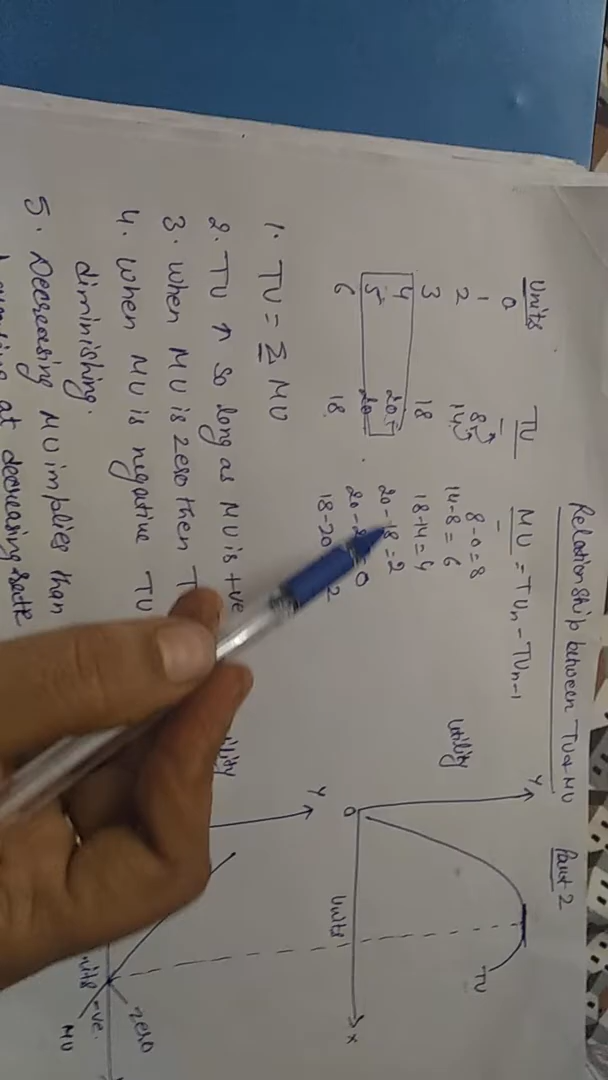 Relationship between TU & MU
Part 2
Units TU MU = TUn - TUn-1
0 -
1 8 8-0=8
2 14 14-8=6
3 18 18-14=4
4 20 20-18=2
5 20 0
6 18 18-20 2
1. TU = Σ MU
2. TU ↑ so long as MU is +ve
3. when MU is zero then
4. when MU is negative TU
diminishing.
5. Decreasing MU implies than
at decreasing rate
Y
Utility
O
Units
X
TU
Y
zero
-ve.
MU